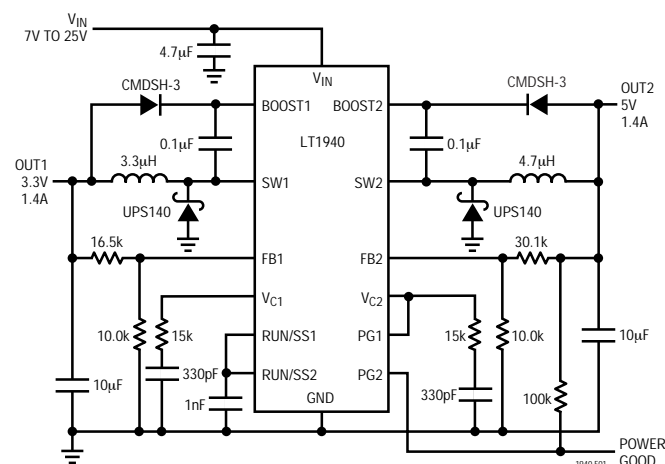 VIN
7V TO 25V
4.7µF
VIN
CMDSH-3
CMDSH-3
BOOST1
BOOST2
OUT2
5V
1.4A
LT1940
0.1µF
0.1µF
OUT1
3.3V
1.4A
3.3µH
4.7µH
SW1
SW2
UPS140
UPS140
16.5k
30.1k
FB1
FB2
VC1
VC2
10.0k
15k
RUN/SS1
PG1
15k
10.0k
10µF
330pF
RUN/SS2
PG2
10µF
1nF
GND
330pF
100k
POWER
GOOD
1940 F01